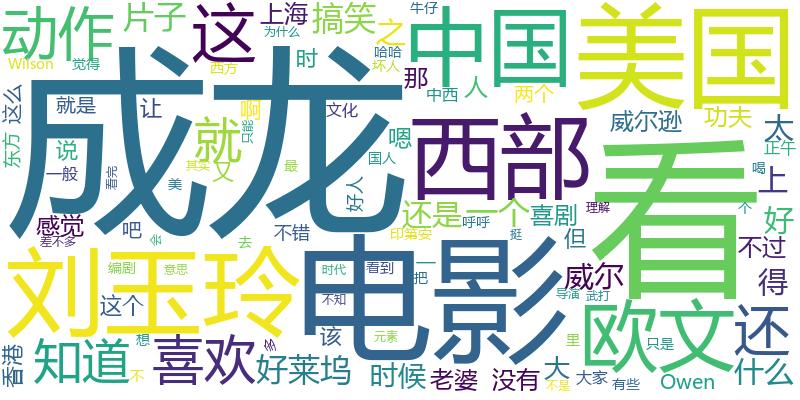 动作
片子
这
上海
为什么
牛仔
搞笑
之
中国
美国
Wilson
觉得
西方
时
哈哈
坏人
那
人
成龙
这么
就是
让
啊
文化
中西
两个
威尔逊
功夫
太
东方
说
就
只能
嗯
西部
正午
一般
看完
又
其实
最
国人
喝
看
美
好人
还是
一个
喜剧
理解
个
上
好
感觉
吧
不错
印第安
呼呼
挺
但
不过
差不多
会
去
刘玉玲
电影
编剧
意思
时代
看到
一
把
威尔
得
这个
不知
导演
武打
欧文
还
香港
知道
想
喜欢
多
该
元素
里
只是
不
好莱坞
时候
老婆
没有
大
不是
大家
有些
Owen
什么